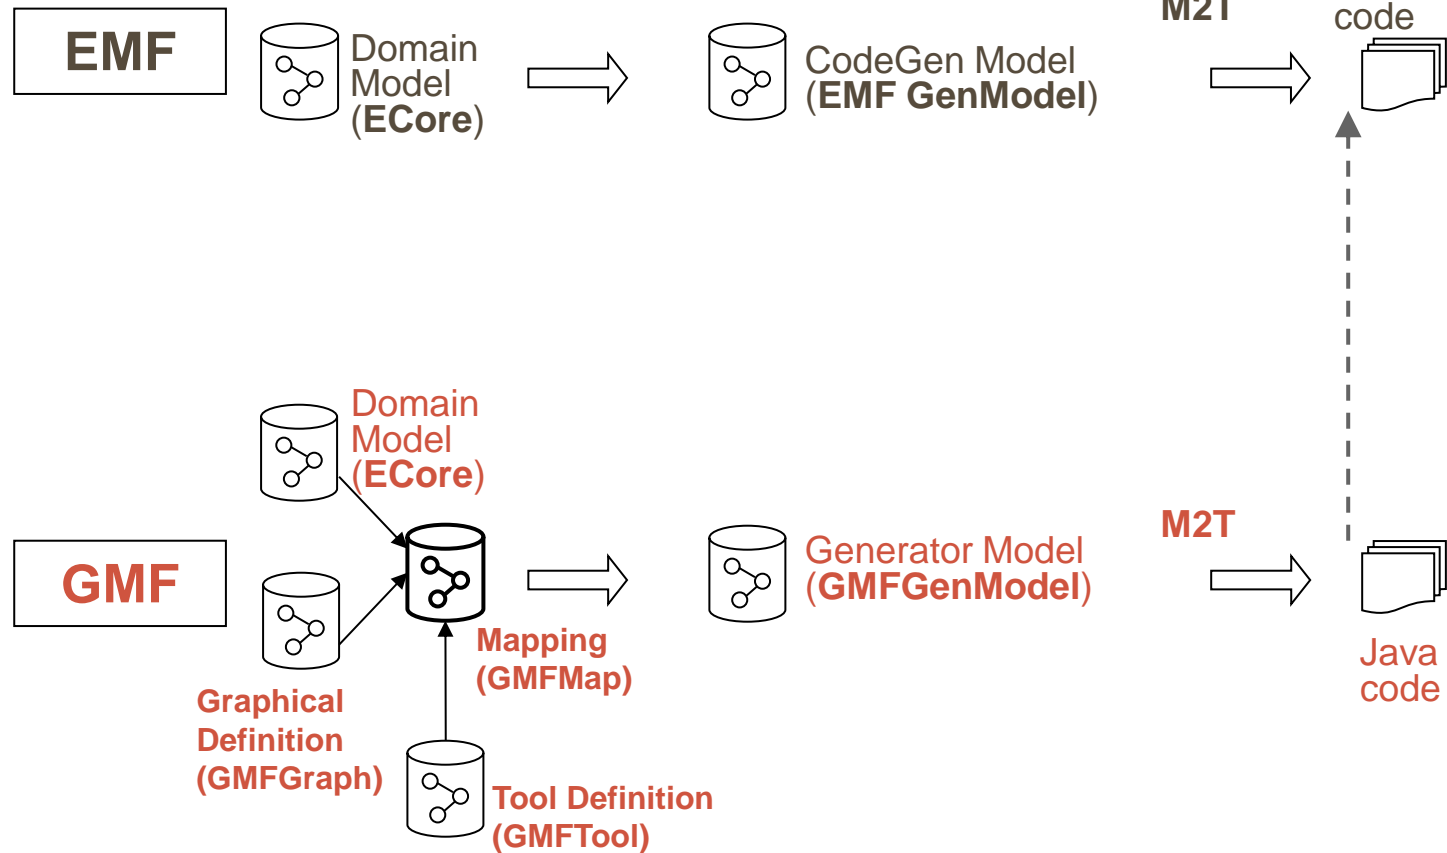 EMF
Domain
Model
(ECore)
CodeGen Model
(EMF GenModel)
M2T
code
GMF
Domain
Model
(ECore)
Graphical
Definition
(GMFGraph)
Mapping
(GMFMap)
Tool Definition
(GMFTool)
Generator Model
(GMFGenModel)
M2T
Java
code